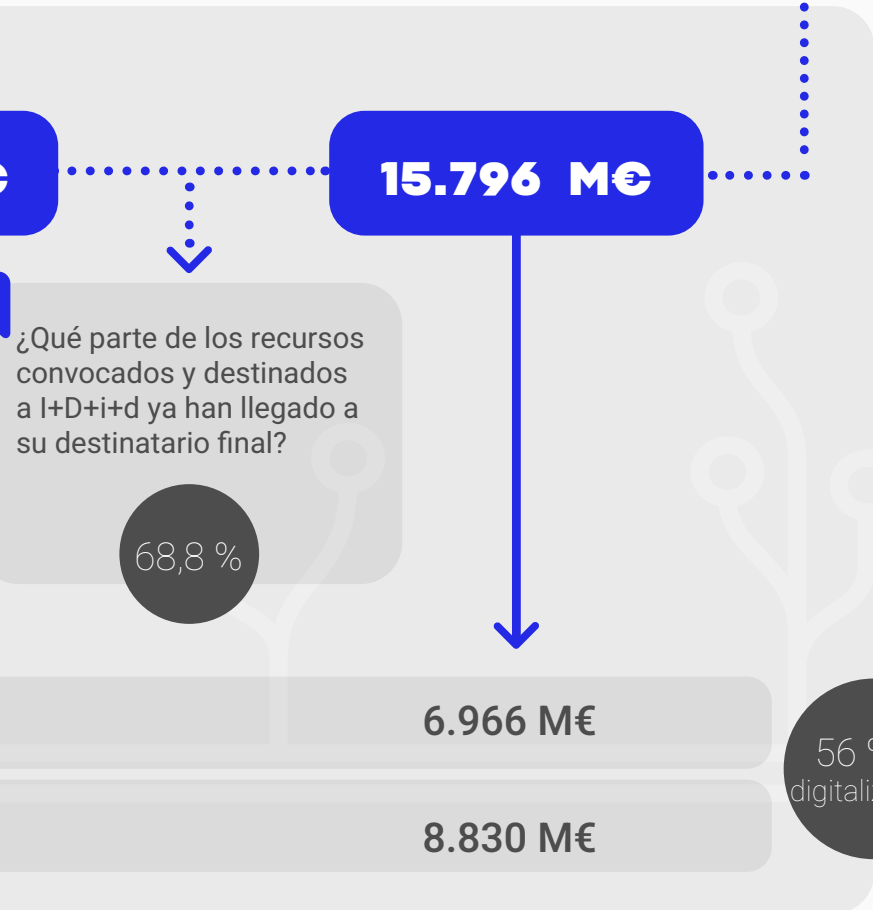 15.796 M€
¿Qué parte de los recursos
convocados y destinados
a I+D+i+d ya han llegado a
su destinatario final?
68,8 %
6.966 M€
56
8.830 M€